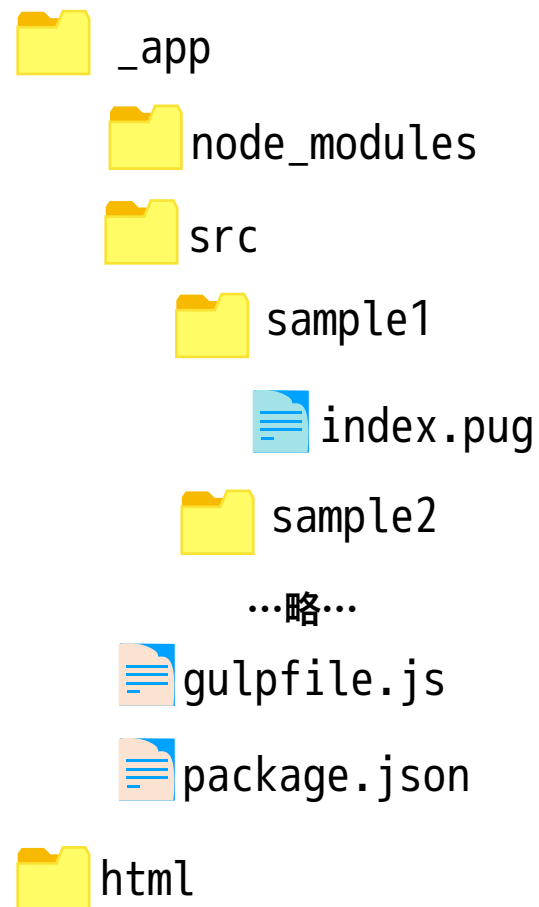 _app
node_modules
src
sample1
index.pug
sample2
…略…
gulpfile.js
package.json
html